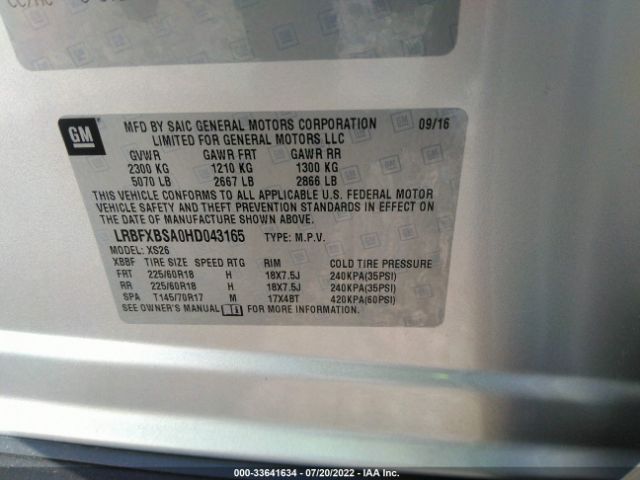 GM
MFD BY SAIC GENERAL MOTORS CORPORATION 09/16
LIMITED FOR GENERAL MOTORS LLC
GVWR GAWR FRT GAWR RR
2300 KG 1210 KG 1300 KG
5070 LB 2667 LB 2866 LB
THIS VEHICLE CONFORMS TO ALL APPLICABLE U.S. FEDERAL MOTOR
VEHICLE SAFETY AND THEFT PREVENTION STANDARDS IN EFFECT ON
THE DATE OF MANUFACTURE SHOWN ABOVE.
LRBFXBSA0HD043165 TYPE: M.P.V.
MODEL: XS26
XBBF TIRE SIZE SPEED RTG RIM COLD TIRE PRESSURE
FRT 225/60R18 H 18X7.5J 240KPA(35PSI)
RR 225/60R18 H 18X7.5J 240KPA(35PSI)
SPA T145/70R17 M 17X4BT 420KPA(60PSI)
SEE OWNER'S MANUAL FOR MORE INFORMATION.
000-33641634 - 07/20/2022 - IAA Inc.